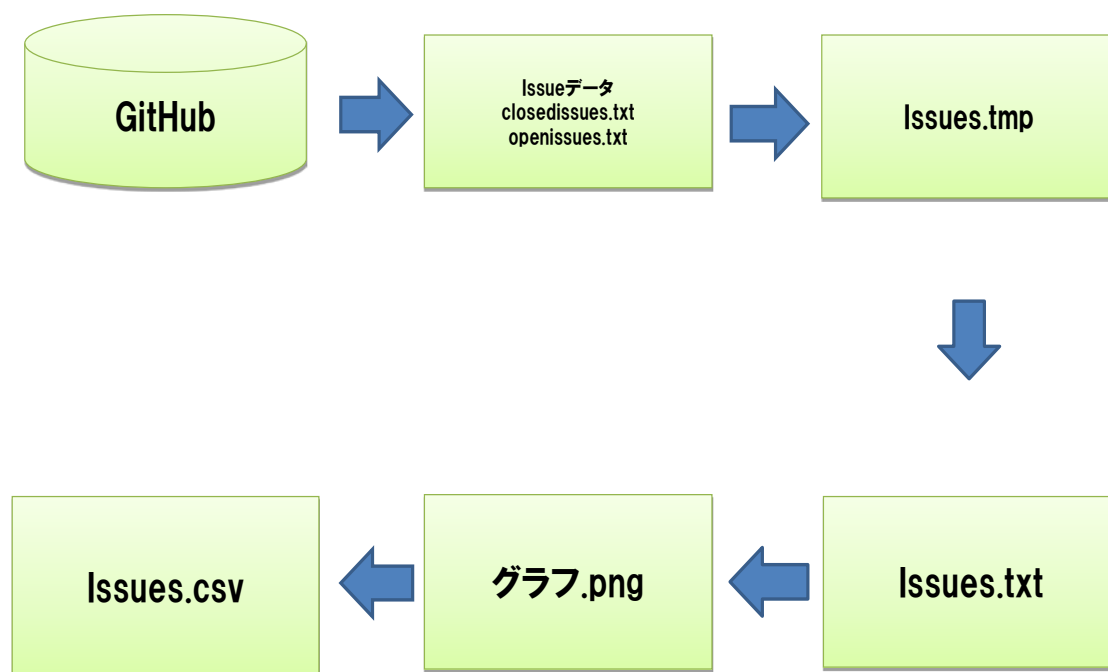 GitHub
Issueデータ
closedissues.txt
openissues.txt
Issues.tmp
Issues.txt
グラフ.png
Issues.csv